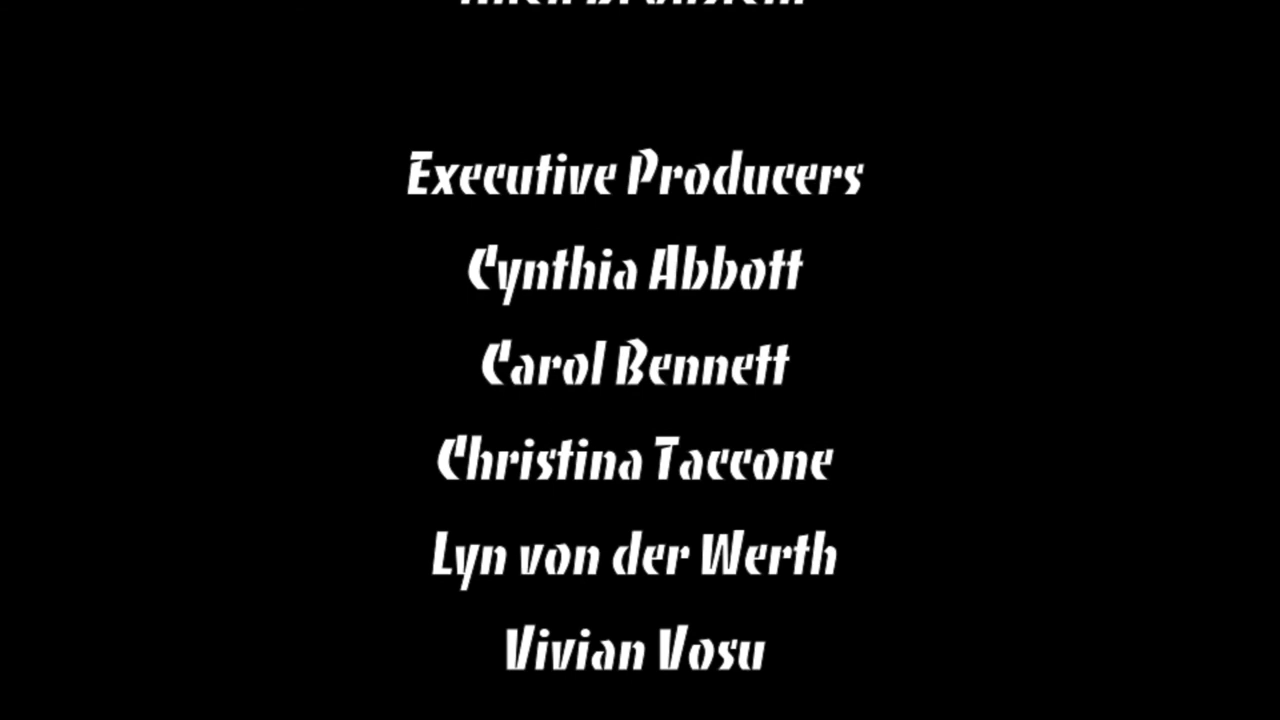 Executive Producers
Cynthia Abbott
Carol Bennett
Christina Taccone
Lyn von der Werth
Vivian Vosu